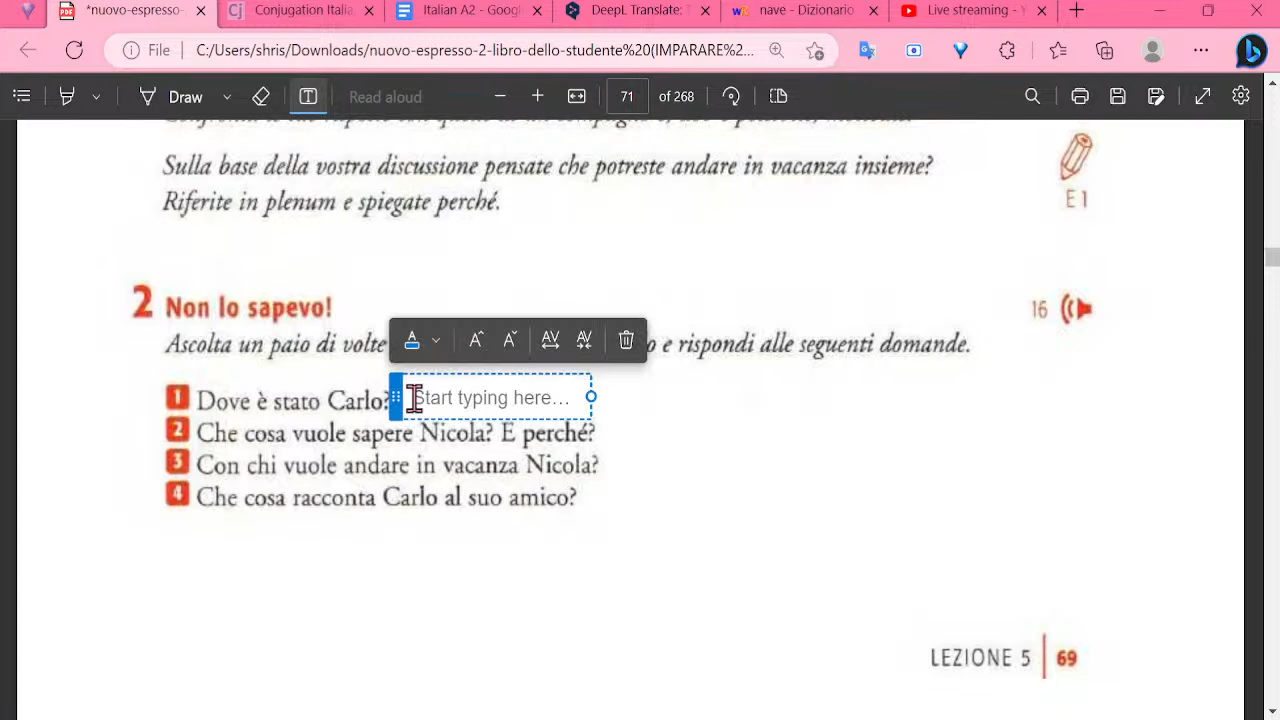 *nuovo-espresso-
Conjugation Italia
Italian A2 - Goog
DeepL Translate: T
nave - Dizionario
Live streaming - Y
File
C:/Users/shris/Downloads/nuovo-espresso-2-libro-dello-studente%20(IMPARARE%2...
Draw
Read aloud
71
of 268
Sulla base della vostra discussione pensate che potreste andare in vacanza insieme?
Riferite in plenum e spiegate perché.
E 1
2 Non lo sapevo!
16
Ascolta un paio di volte
o e rispondi alle seguenti domande.
1 Dove è stato Carlo?
Start typing here...
2 Che cosa vuole sapere Nicola? E perché?
3 Con chi vuole andare in vacanza Nicola?
4 Che cosa racconta Carlo al suo amico?
LEZIONE 5 69